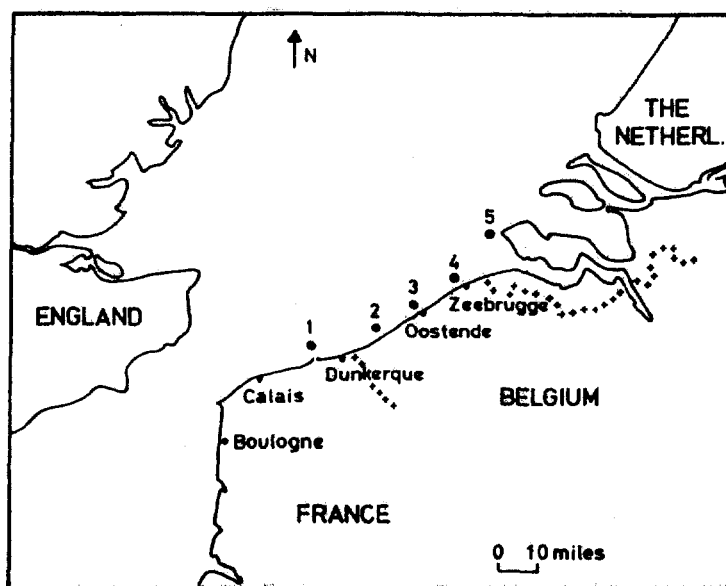 N
THE
NETHERL.
5
4
3
Zeebrugge
2
ENGLAND
Oostende
1
Dunkerque
Calais
BELGIUM
Boulogne
FRANCE
0 10 miles